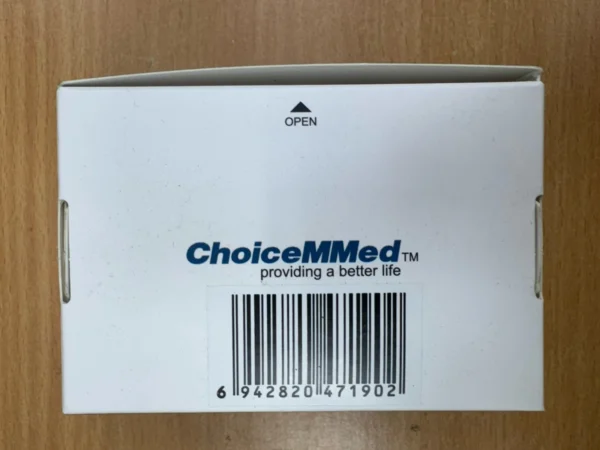 OPEN
ChoiceMMed™
providing a better life
6 942820 471902